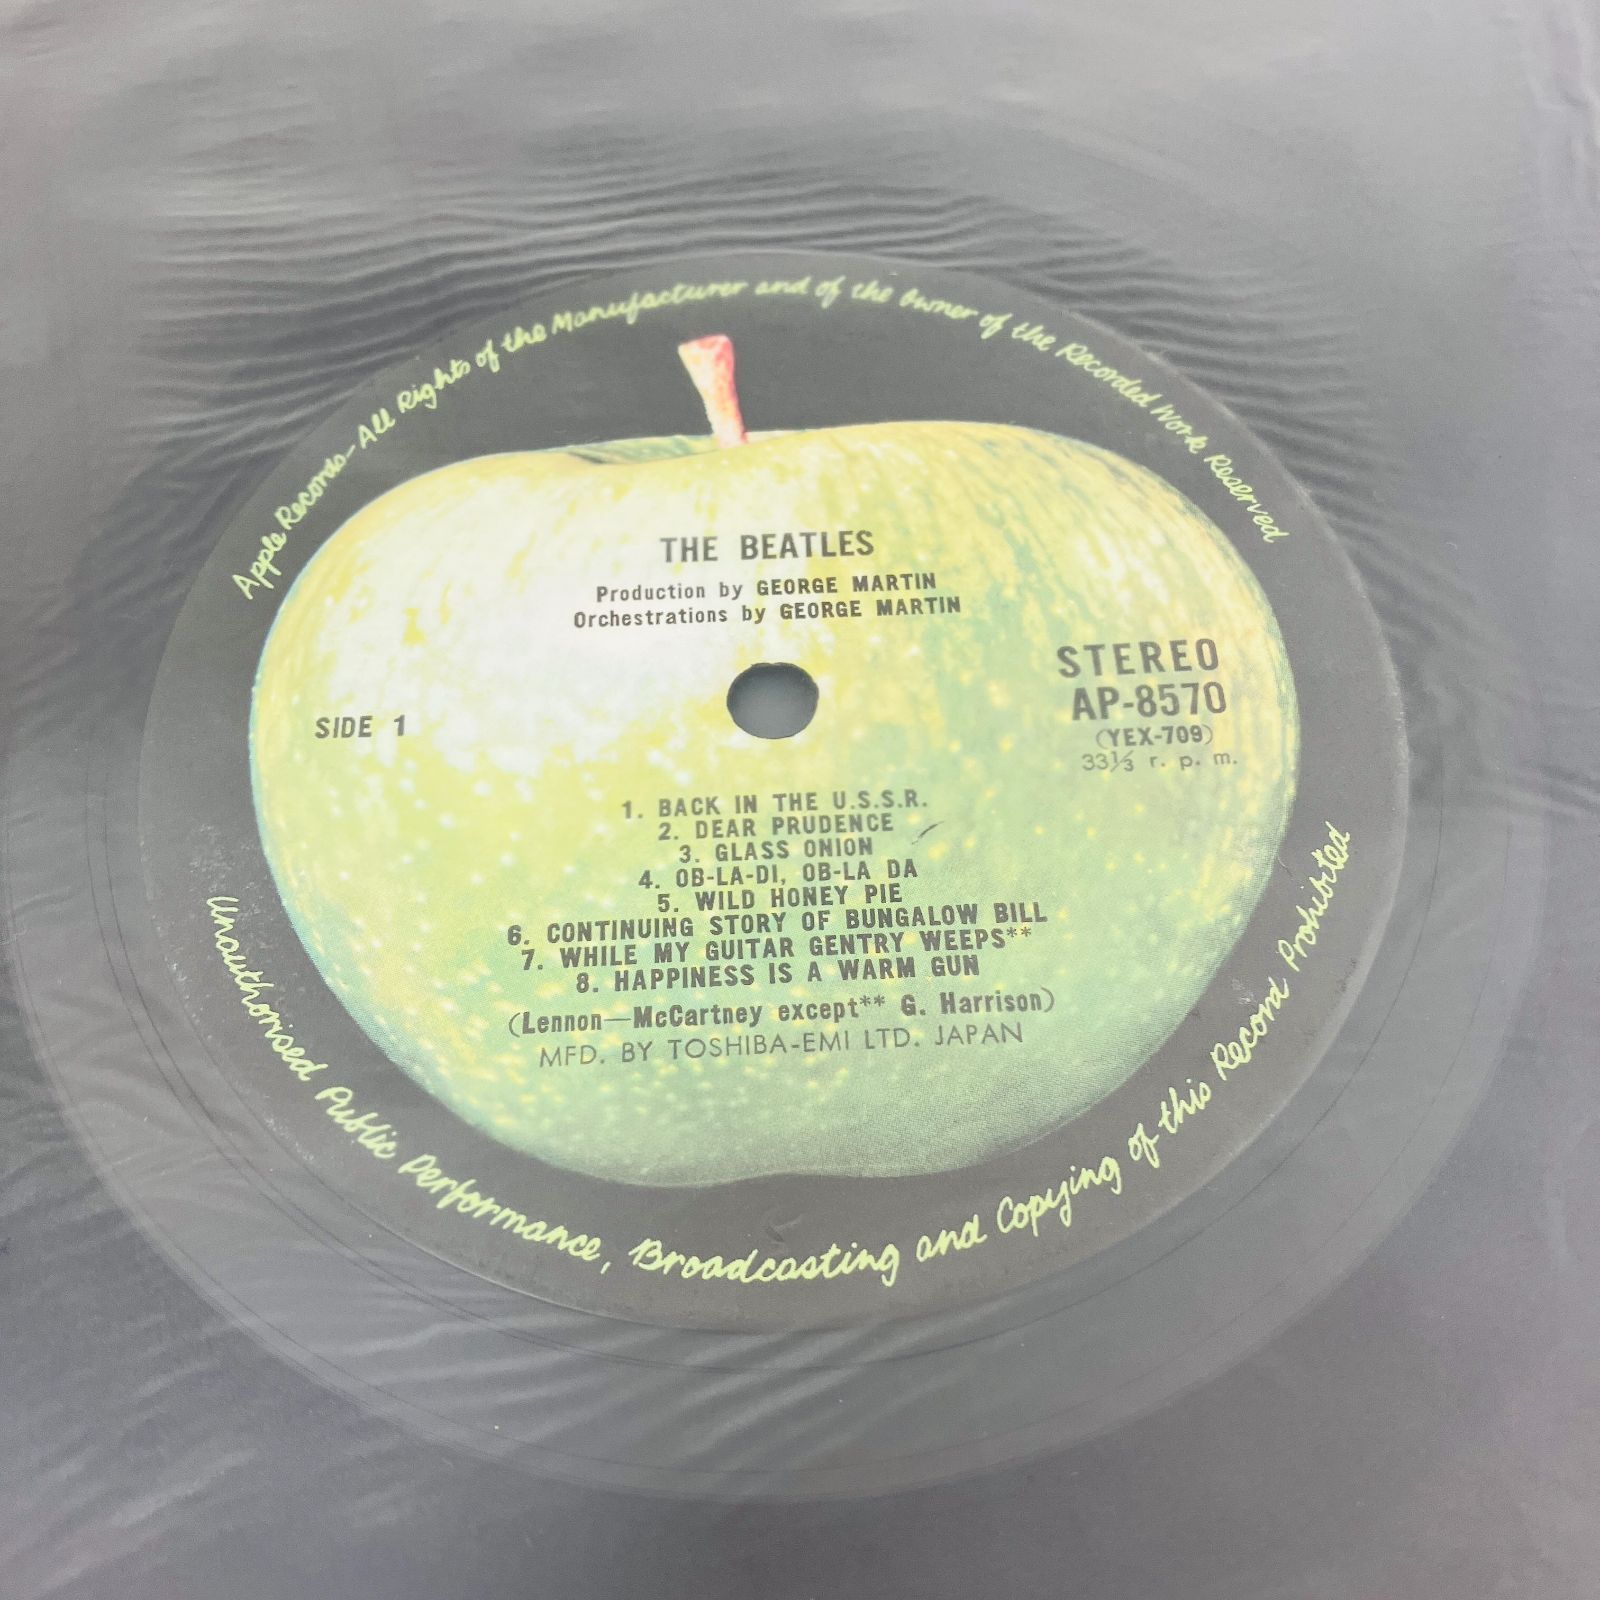 Apple Records—All Rights of the Manufacturer and of the Owner of the Recorded Work Reserved
THE BEATLES
Production by GEORGE MARTIN
Orchestrations by GEORGE MARTIN
STEREO
AP-8570
(YEX-709)
33⅓ r. p. m.
SIDE 1
1. BACK IN THE U.S.S.R.
2. DEAR PRUDENCE
3. GLASS ONION
4. OB-LA-DI, OB-LA DA
5. WILD HONEY PIE
6. CONTINUING STORY OF BUNGALOW BILL
7. WHILE MY GUITAR GENTRY WEEPS**
8. HAPPINESS IS A WARM GUN
(Lennon—McCartney except** G. Harrison)
MFD. BY TOSHIBA-EMI LTD. JAPAN
Unauthorised Public Performance, Broadcasting and Copying of this Record Prohibited